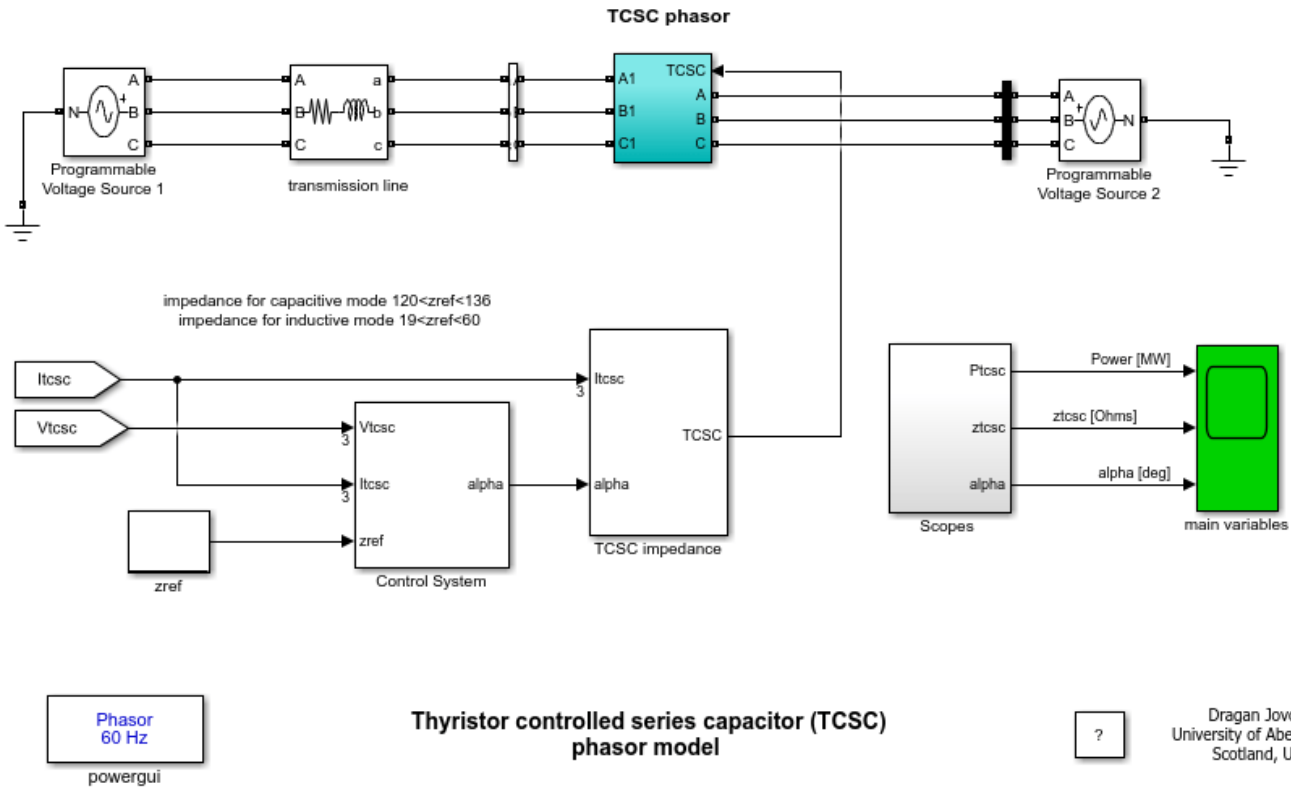 TCSC phasor
A
B
C
N
+
Programmable
Voltage Source 1
A
B
C
a
b
c
transmission line
A1
B1
C1
TCSC
A
B
C
A
B
C
+
N
Programmable
Voltage Source 2
impedance for capacitive mode 120<zref<136
impedance for inductive mode 19<zref<60
Itcsc
Vtcsc
Vtcsc
3
Itcsc
3
zref
alpha
Control System
zref
Itcsc
3
alpha
TCSC
TCSC impedance
Ptcsc
ztcsc
alpha
Scopes
Power [MW]
ztcsc [Ohms]
alpha [deg]
main variables
Phasor
60 Hz
powergui
Thyristor controlled series capacitor (TCSC)
phasor model
?
Dragan Jovc
University of Abe
Scotland, U